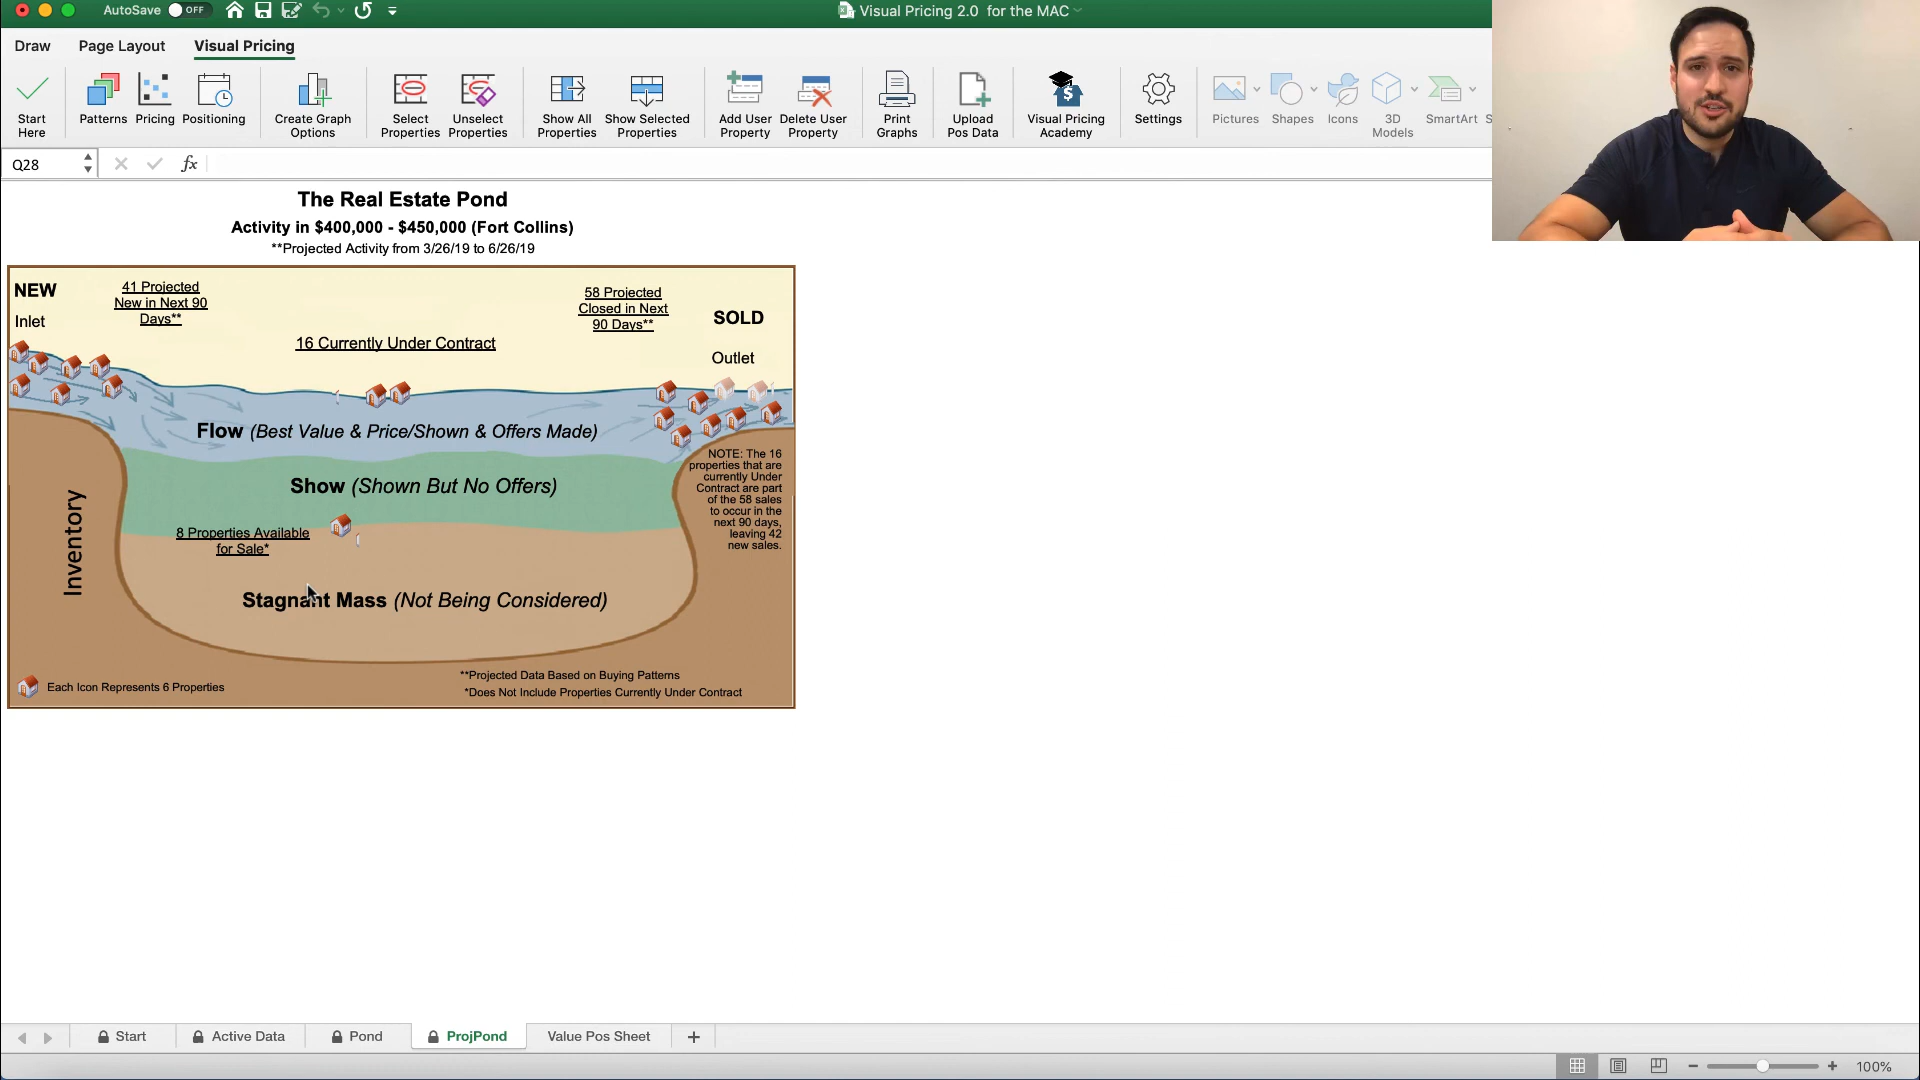 AutoSave OFF
Visual Pricing 2.0 for the MAC
Draw Page Layout Visual Pricing
Start Here
Patterns
Pricing
Positioning
Create Graph Options
Select Properties
Unselect Properties
Show All Properties
Show Selected Properties
Add User Property
Delete User Property
Print Graphs
Upload Pos Data
Visual Pricing Academy
Settings
Pictures
Shapes
Icons
3D Models
SmartArt
S
Q28
fx
The Real Estate Pond
Activity in $400,000 - $450,000 (Fort Collins)
**Projected Activity from 3/26/19 to 6/26/19
NEW
Inlet
41 Projected
New in Next 90
Days**
16 Currently Under Contract
58 Projected
Closed in Next
90 Days**
SOLD
Outlet
Flow (Best Value & Price/Shown & Offers Made)
Show (Shown But No Offers)
8 Properties Available
for Sale*
Stagnant Mass (Not Being Considered)
Inventory
NOTE: The 16
properties that are
currently Under
Contract are part
of the 58 sales
to occur in the
next 90 days,
leaving 42
new sales.
Each Icon Represents 6 Properties
**Projected Data Based on Buying Patterns
*Does Not Include Properties Currently Under Contract
Start
Active Data
Pond
ProjPond
Value Pos Sheet
100%